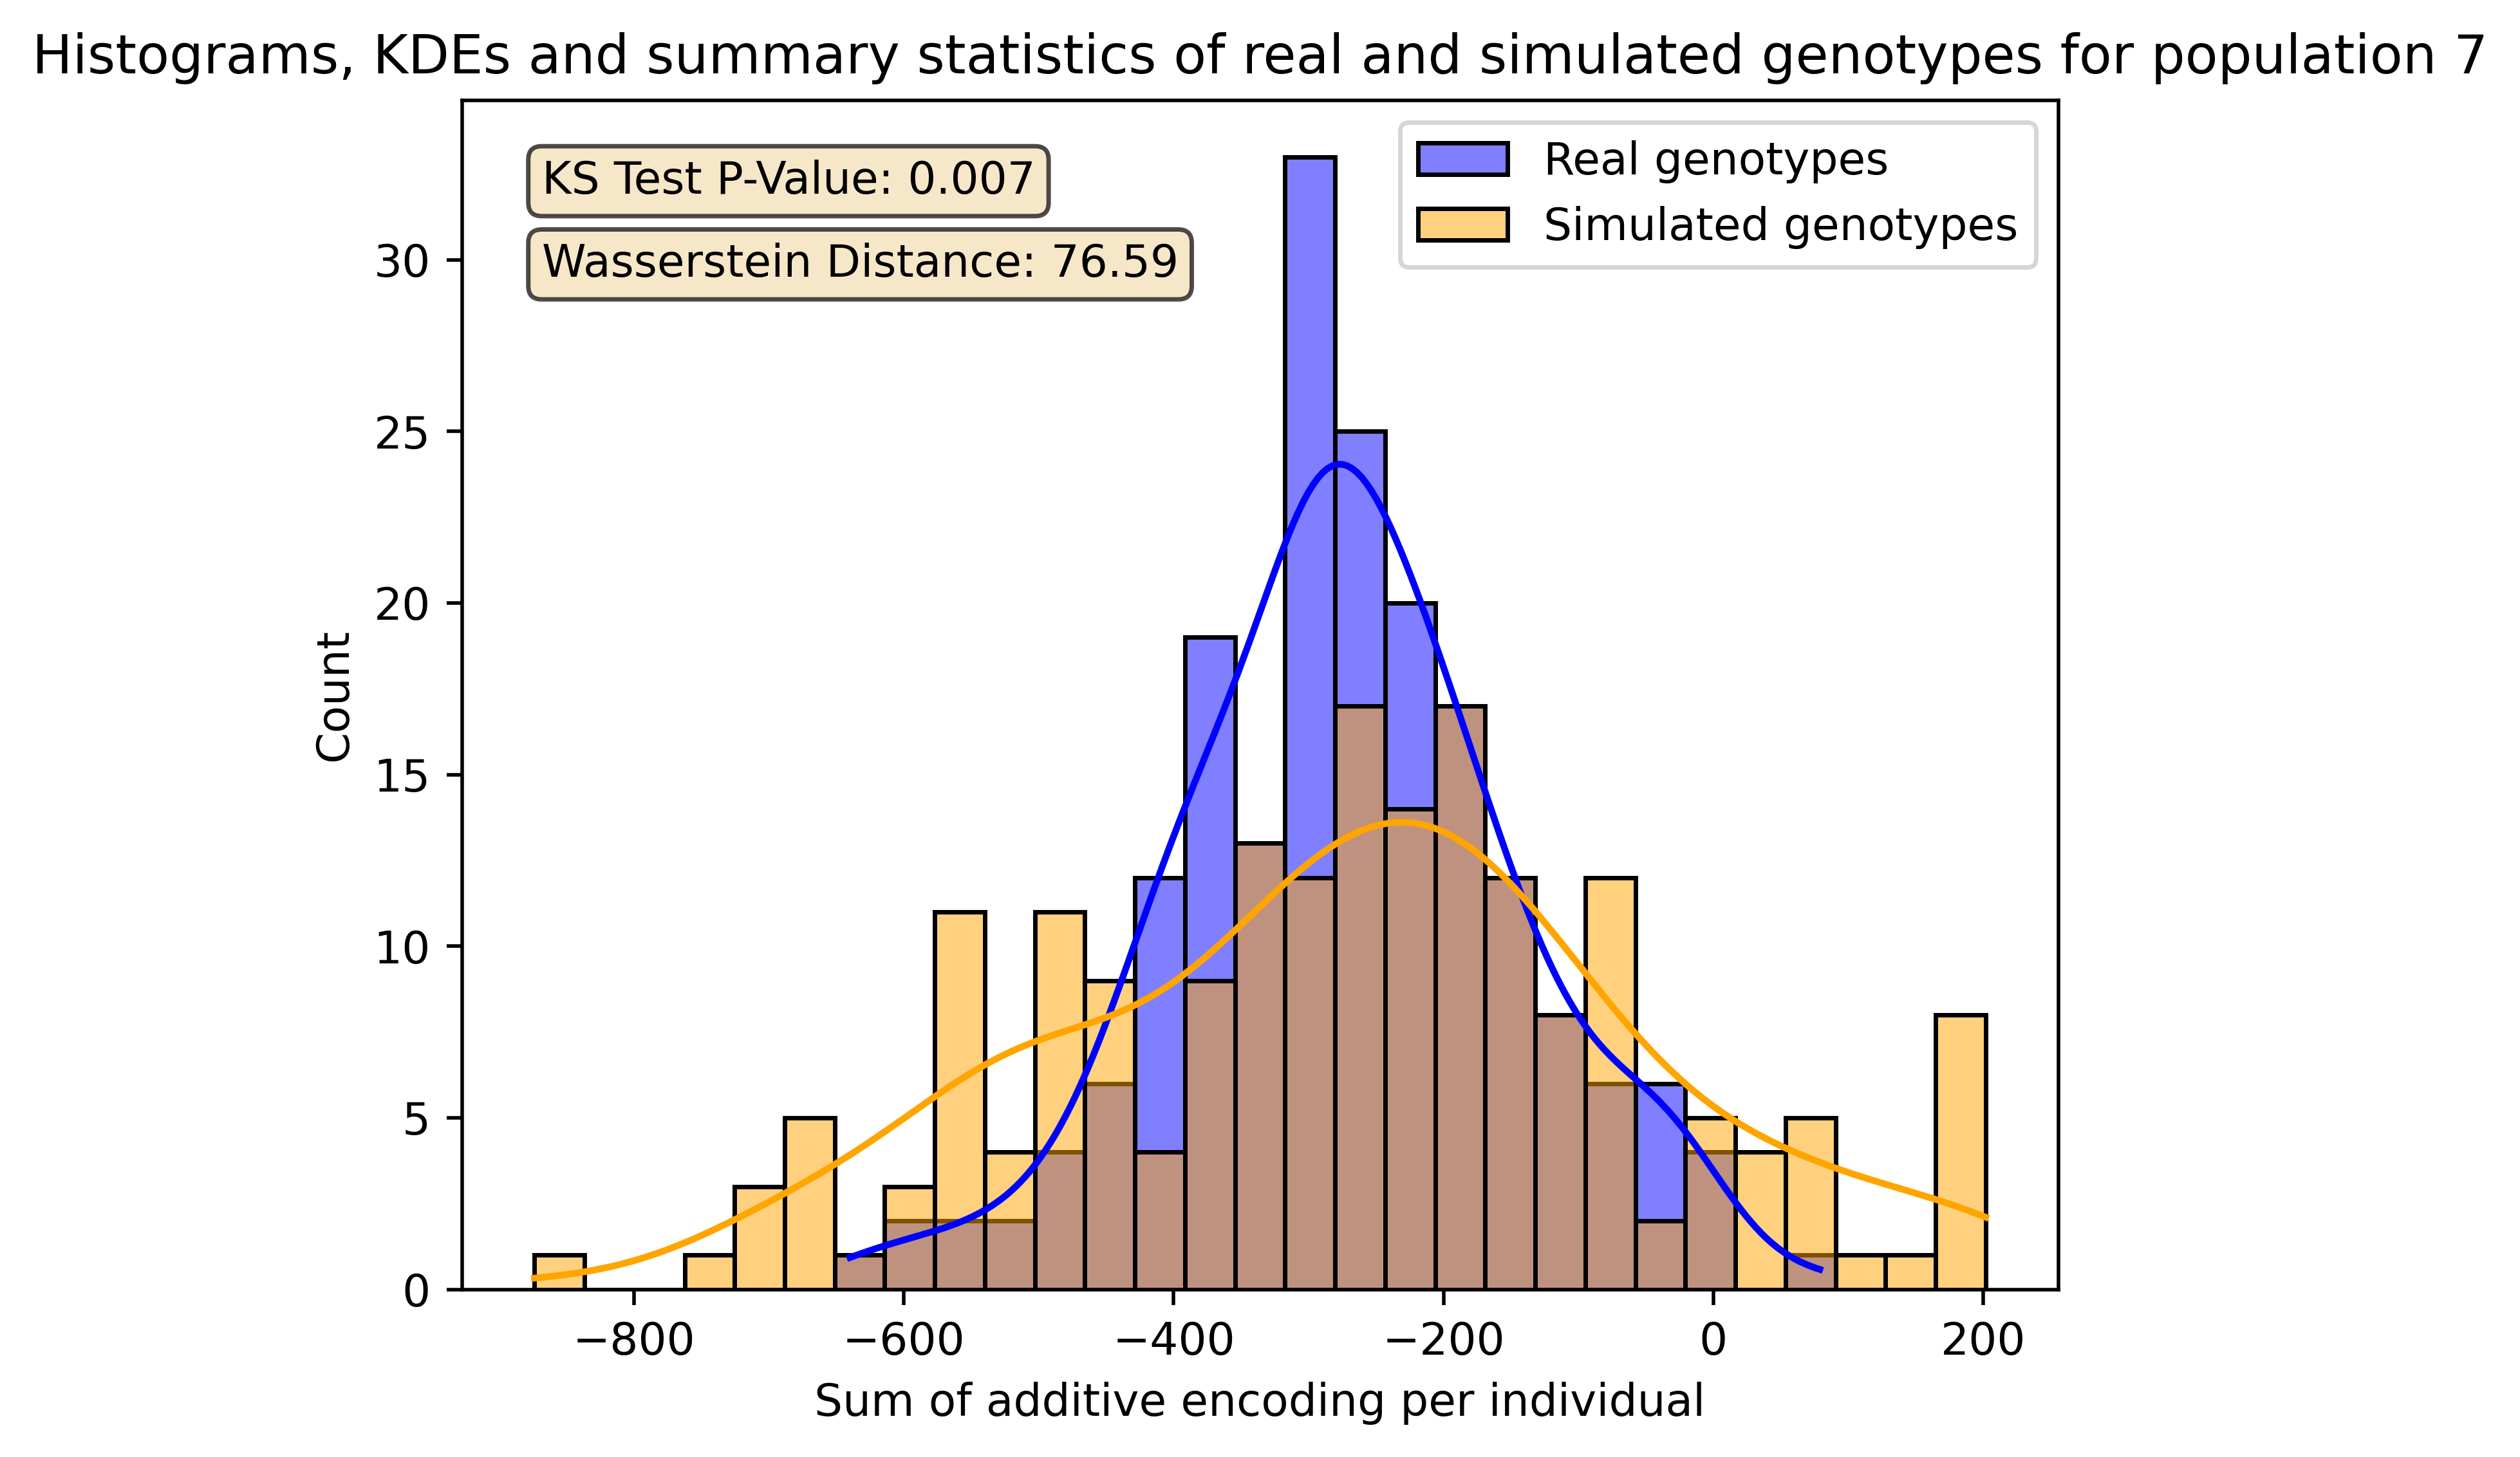 Histograms, KDEs and summary statistics of real and simulated genotypes for population 7
KS Test P-Value: 0.007
Wasserstein Distance: 76.59
Real genotypes
Simulated genotypes
Count
30
25
20
15
10
5
0
−800 −600 −400 −200 0 200
Sum of additive encoding per individual